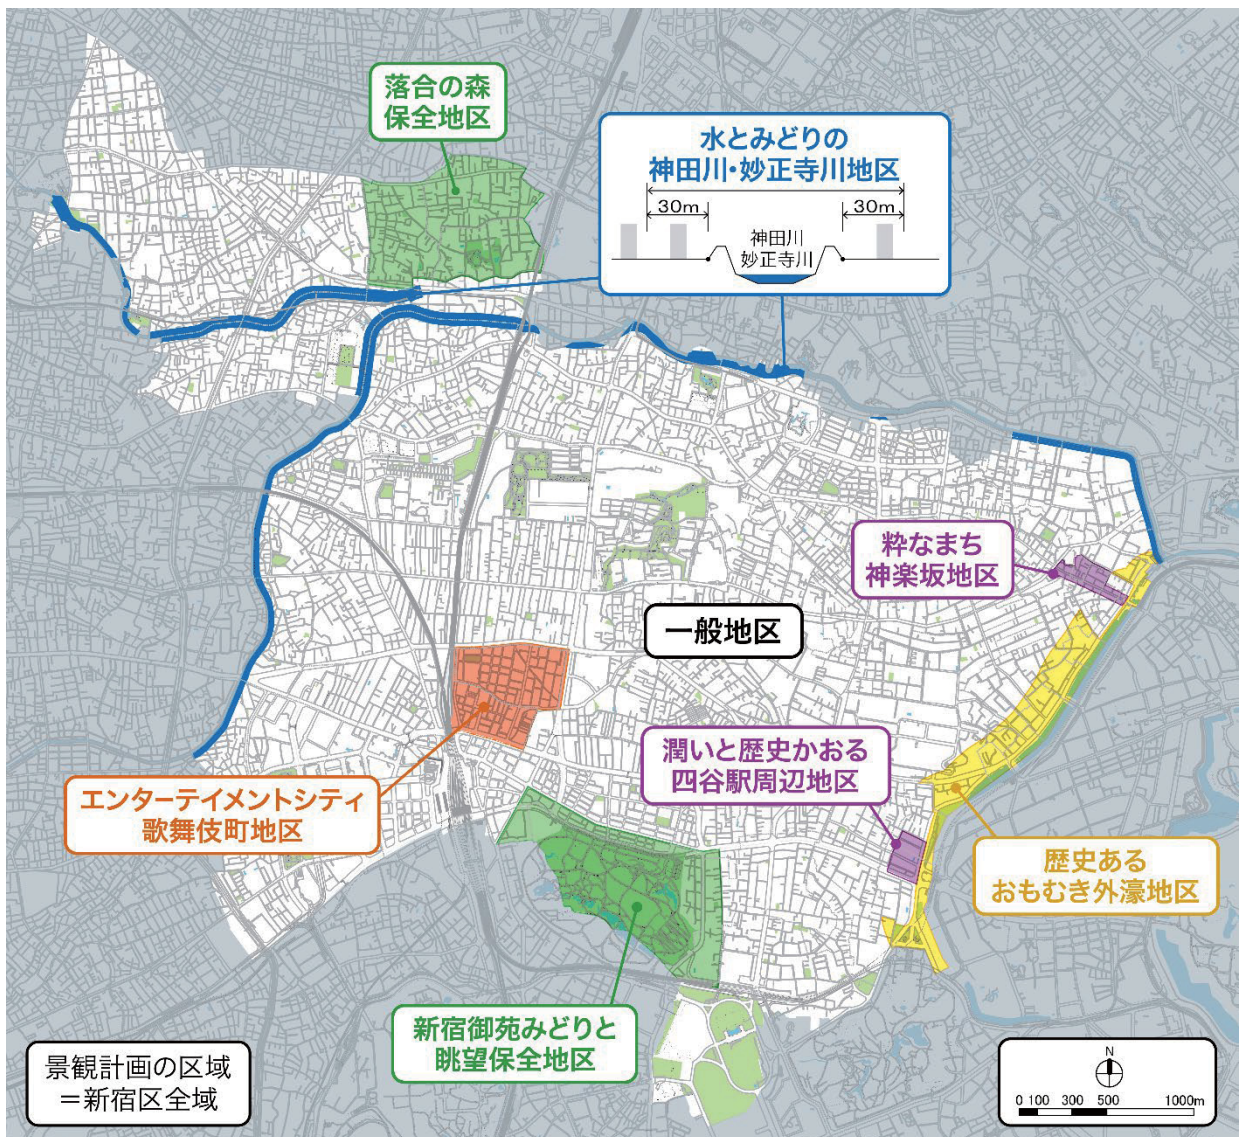 落合の森
保全地区
水とみどりの
神田川・妙正寺川地区
30m
30m
神田川
妙正寺川
粋なまち
神楽坂地区
一般地区
潤いと歴史かおる
四谷駅周辺地区
エンターテイメントシティ
歌舞伎町地区
歴史ある
おもむき外濠地区
新宿御苑みどりと
眺望保全地区
景観計画の区域
＝新宿区全域
N
0 100 300 500 1000m